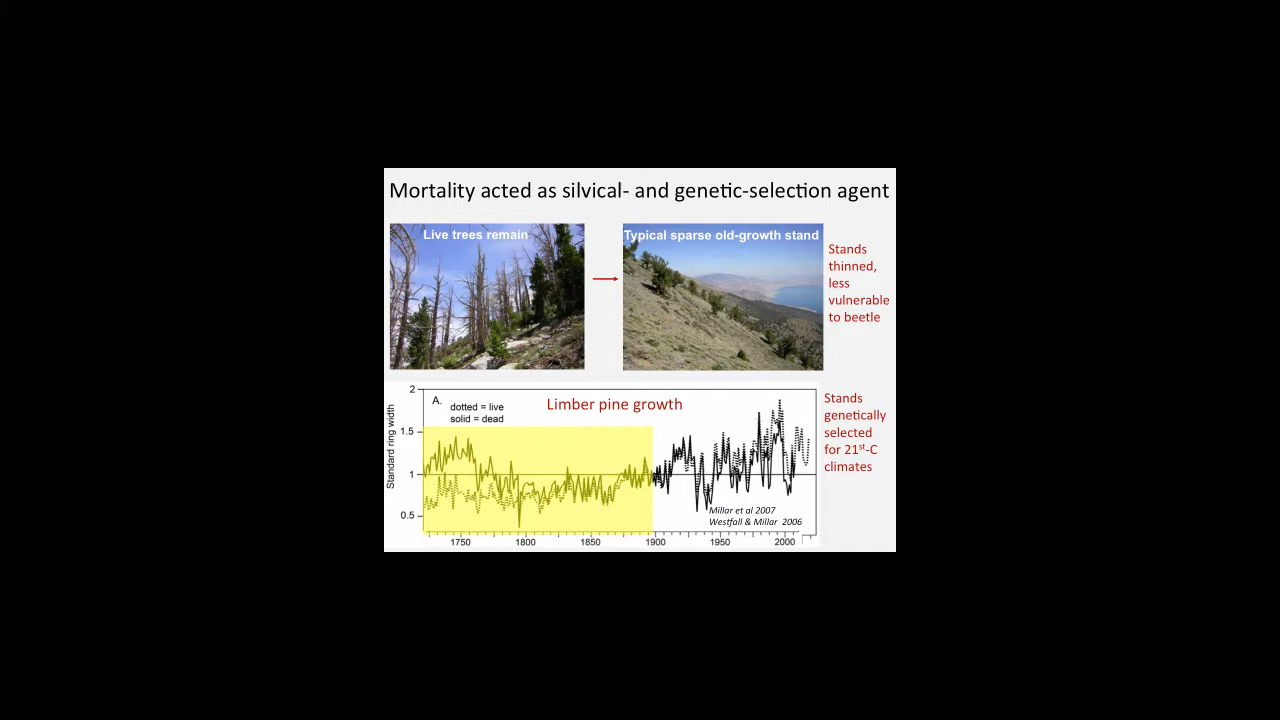 Mortality acted as silvical- and genetic-selection agent
Live trees remain
Typical sparse old-growth stand
Stands
thinned,
less
vulnerable
to beetle
2
1.5
1
0.5
Standard ring width
A.
dotted = live
solid = dead
Limber pine growth
Millar et al 2007
Westfall & Millar 2006
1750
1800
1850
1900
1950
2000
Stands
genetically
selected
for 21st-C
climates